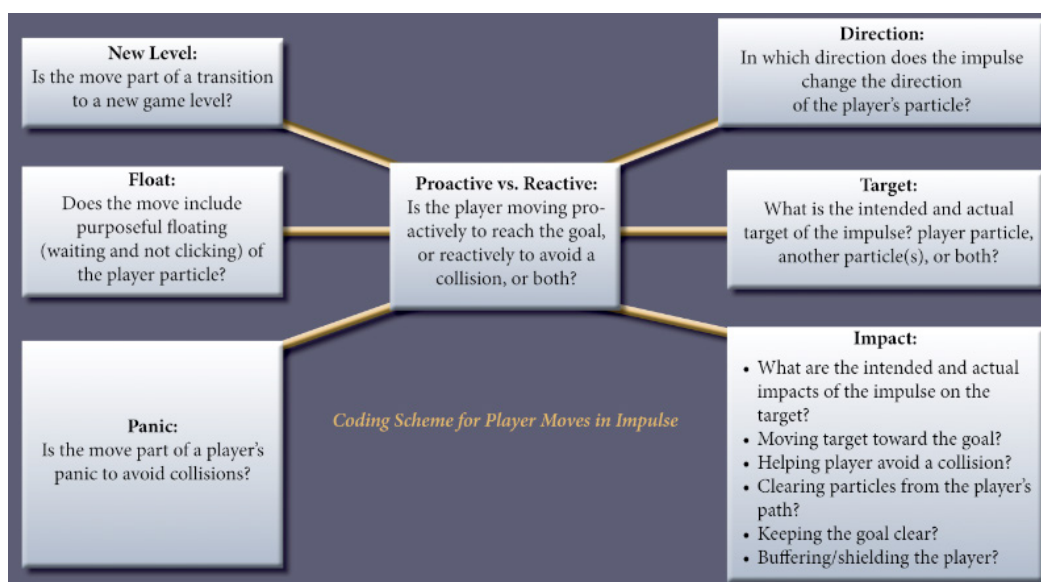 New Level:
Is the move part of a transition
to a new game level?
Float:
Does the move include
purposeful floating
(waiting and not clicking) of
the player particle?
Panic:
Is the move part of a player's
panic to avoid collisions?
Proactive vs. Reactive:
Is the player moving pro-
actively to reach the goal,
or reactively to avoid a
collision, or both?
Coding Scheme for Player Moves in Impulse
Direction:
In which direction does the impulse
change the direction
of the player's particle?
Target:
What is the intended and actual
target of the impulse? player particle,
another particle(s), or both?
Impact:
• What are the intended and actual
impacts of the impulse on the
target?
• Moving target toward the goal?
• Helping player avoid a collision?
• Clearing particles from the player's
path?
• Keeping the goal clear?
• Buffering/shielding the player?